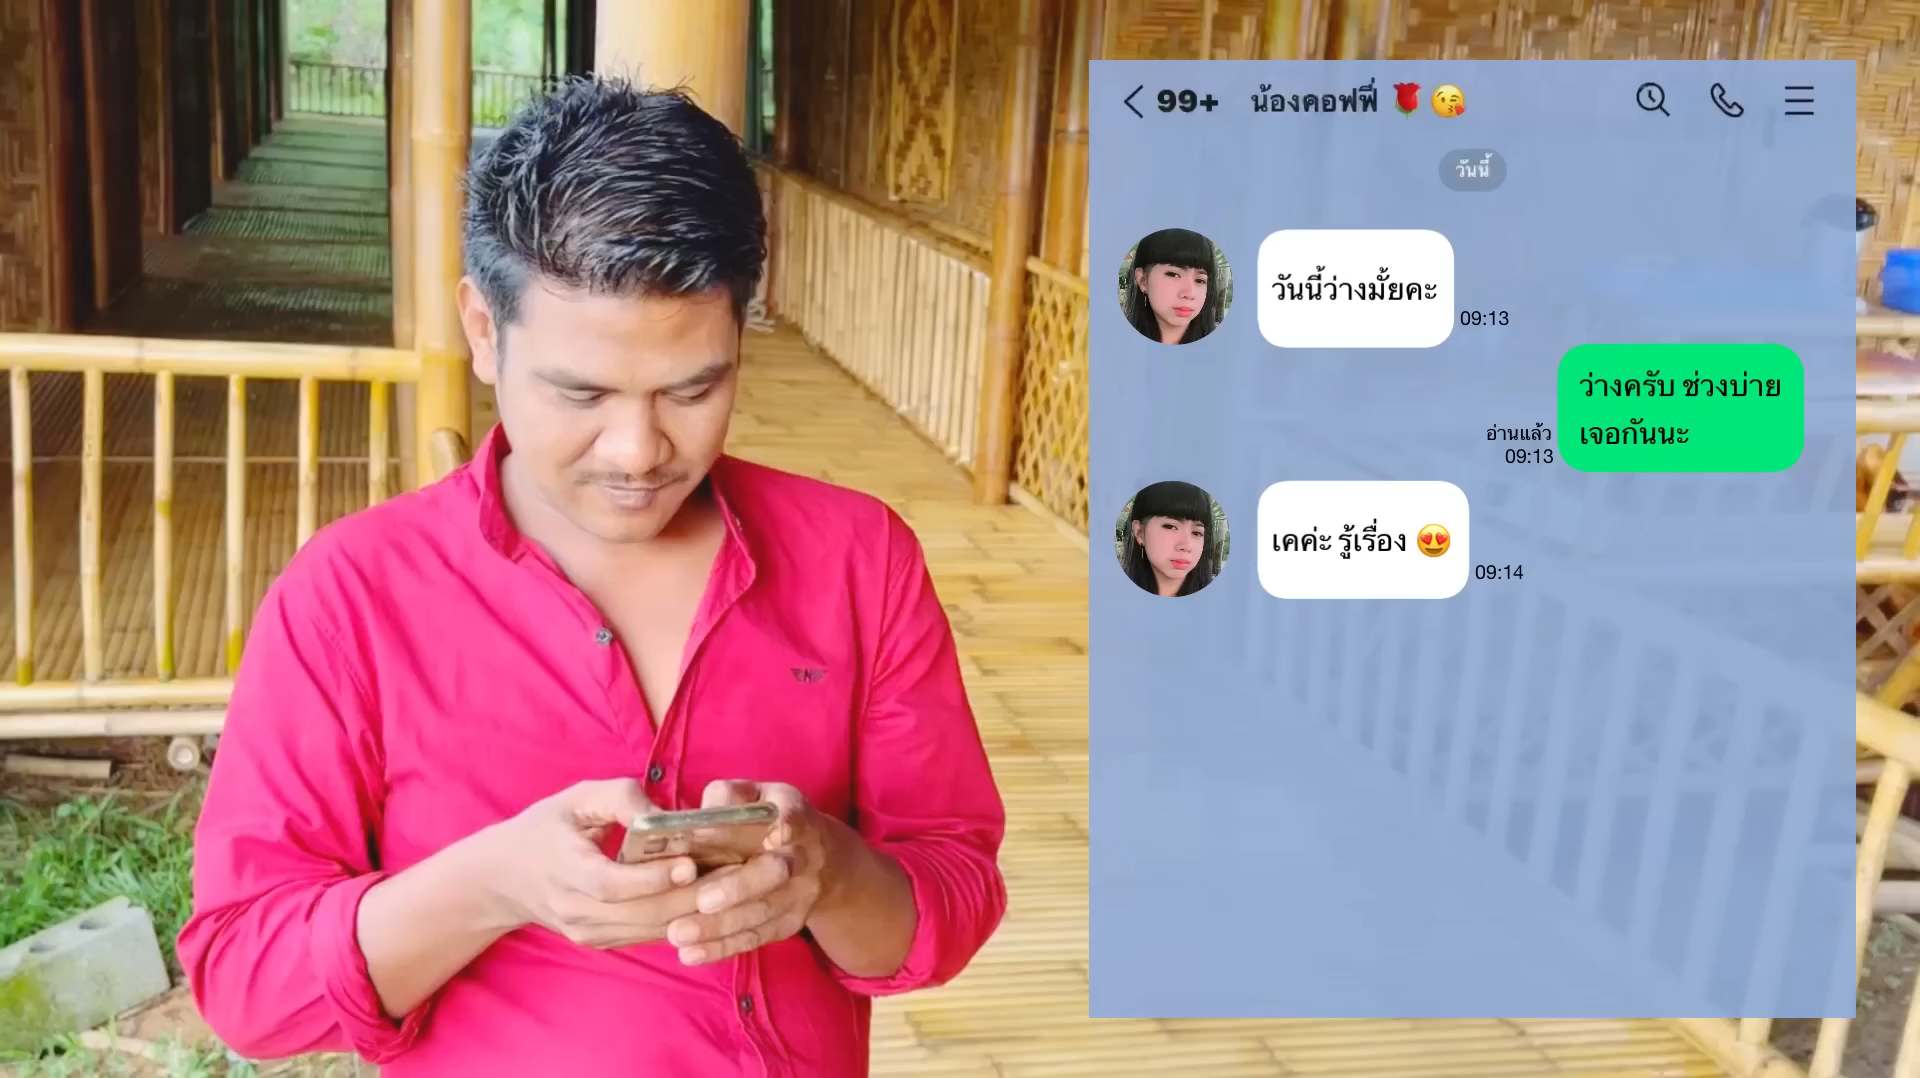 99+ น้องคอฟฟี่ 🌹😘
วันนี้
วันนี้ว่างมั้ยคะ
09:13
ว่างครับ ช่วงบ่าย
เจอกันนะ
อ่านแล้ว
09:13
เคค่ะ รู้เรื่อง 😍
09:14